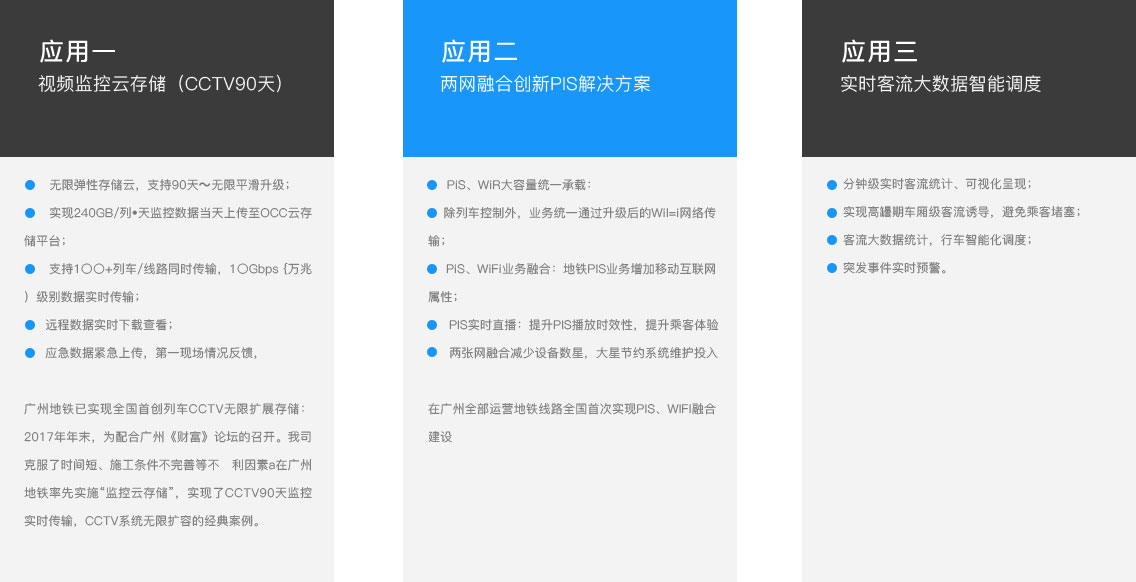 应用一
视频监控云存储（CCTV90天）
无限弹性存储云，支持90天～无限平滑升级；
实现240GB/列•天监控数据当天上传至OCC云存
储平台；
支持1〇〇+列车/线路同时传输，1〇Gbps {万兆
）级别数据实时传输；
远程数据实时下载查看；
应急数据紧急上传，第一现场情况反馈，
广州地铁已实现全国首创列车CCTV无限扩展存储：
2017年年末，为配合广州《财富》论坛的召开。我司
克服了时间短、施工条件不完善等不　利因素a在广州
地铁率先实施“监控云存储”，实现了CCTV90天监控
实时传输，CCTV系统无限扩容的经典案例。
应用二
两网融合创新PIS解决方案
PIS、WiR大容量统一承载：
除列车控制外，业务统一通过升级后的Wil=i网络传
输；
PiS、WiFi业务融合：地铁PIS业务增加移动互联网
属性；
PIS实时直播：提升PIS播放时效性，提升乘客体验
两张网融合减少设备数星，大星节约系统维护投入
在广州全部运营地铁线路全国首次实现PIS、WIFI融合
建设
应用三
实时客流大数据智能调度
分钟级实时客流统计、可视化呈现；
实现高罐期车厢级客流诱导，避免乘客堵塞；
客流大数据统计，行车智能化调度；
突发事件实时预警。